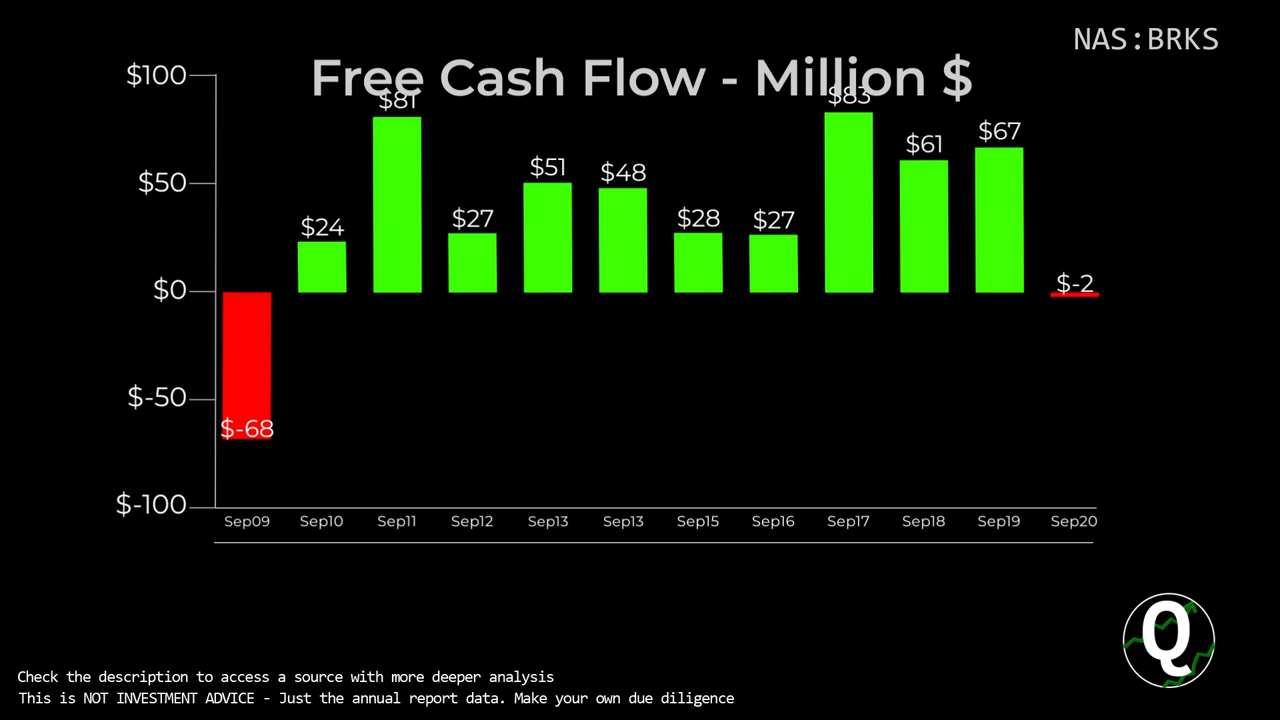 NAS:BRKS
Free Cash Flow - Million $
$100
$50
$0
$-50
$-100
$-68
$24
$81
$27
$51
$48
$28
$27
$83
$61
$67
$-2
Sep09 Sep10 Sep11 Sep12 Sep13 Sep13 Sep15 Sep16 Sep17 Sep18 Sep19 Sep20
Q
Check the description to access a source with more deeper analysis
This is NOT INVESTMENT ADVICE - Just the annual report data. Make your own due diligence